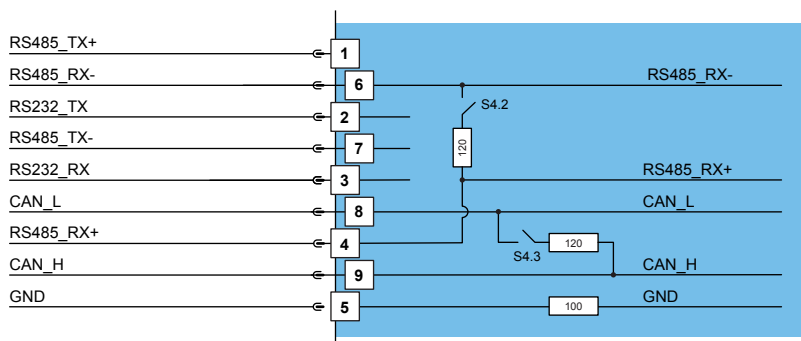 RS485_TX+ 1
RS485_RX- 6 RS485_RX-
RS232_TX 2 S4.2
RS485_TX- 7 120
RS232_RX 3 RS485_RX+
CAN_L 8 CAN_L
RS485_RX+ 4 S4.3 120
CAN_H 9 CAN_H
GND 5 100 GND